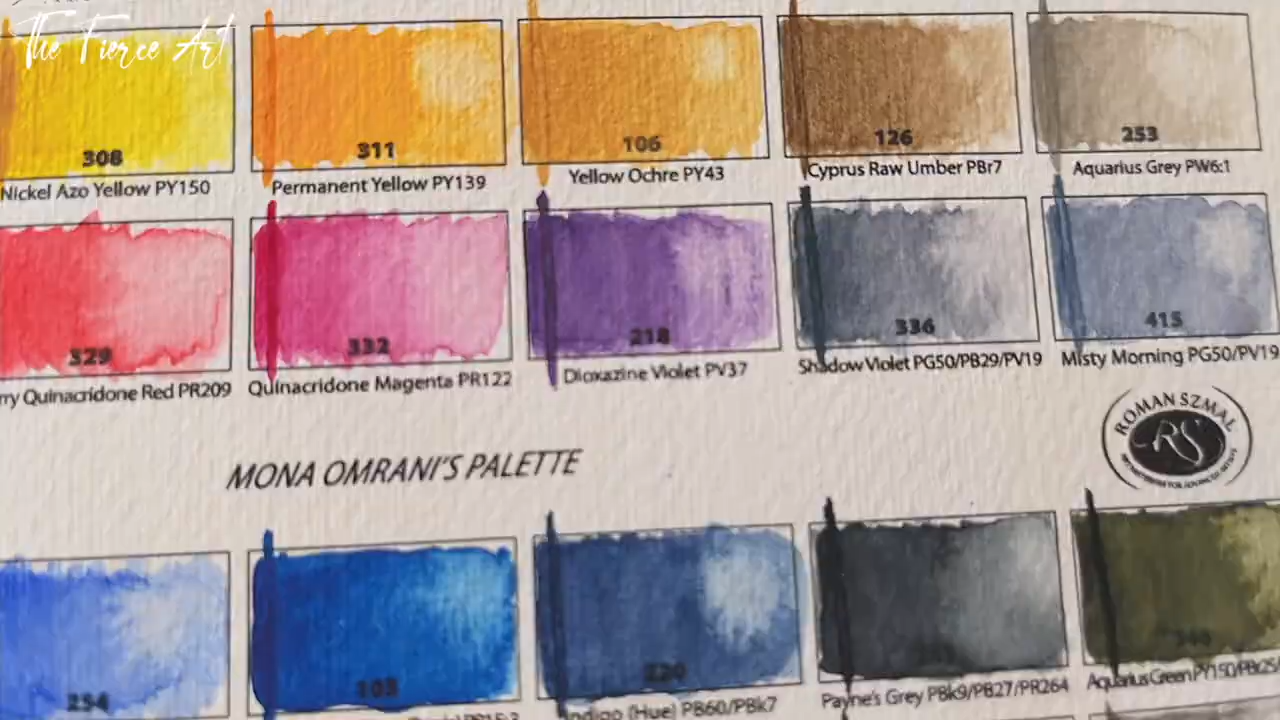 The Fierce Art
308
311
106
126
253
Nickel Azo Yellow PY150
Permanent Yellow PY139
Yellow Ochre PY43
Cyprus Raw Umber PBr7
Aquarius Grey PW6:1
329
332
218
336
415
rry Quinacridone Red PR209
Quinacridone Magenta PR122
Dioxazine Violet PV37
Shadow Violet PG50/PB29/PV19
Misty Morning PG50/PV19
MONA OMRANI'S PALETTE
ROMAN SZMAL
RS
254
103
220
Indigo (Hue) PB60/PBk7
Payne's Grey PBk9/PB27/PR264
Aquarius Green PY150/PBr25/